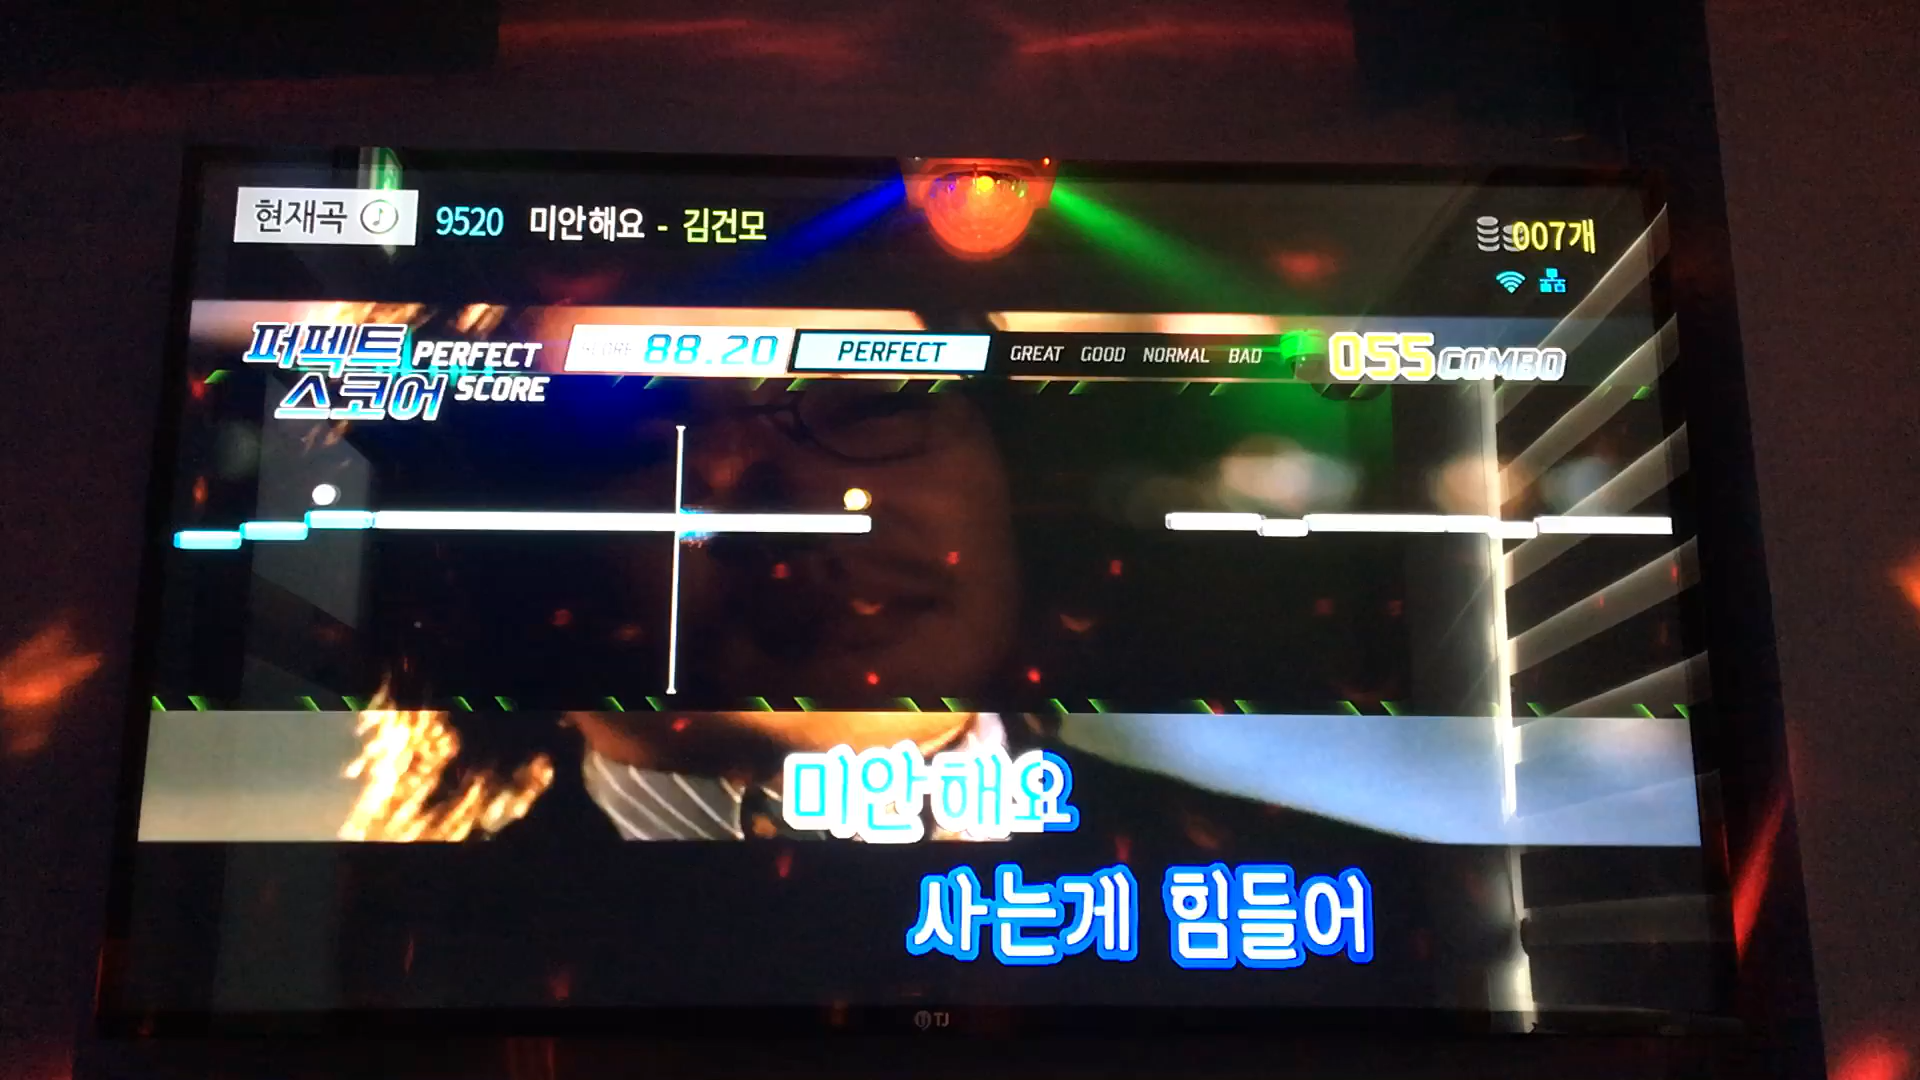 현재곡 9520 미안해요 - 김건모
007개
퍼펙트 스코어 PERFECT SCORE
SCORE 88.20 PERFECT GREAT GOOD NORMAL BAD 055 COMBO
미안해요
사는게 힘들어
TJ